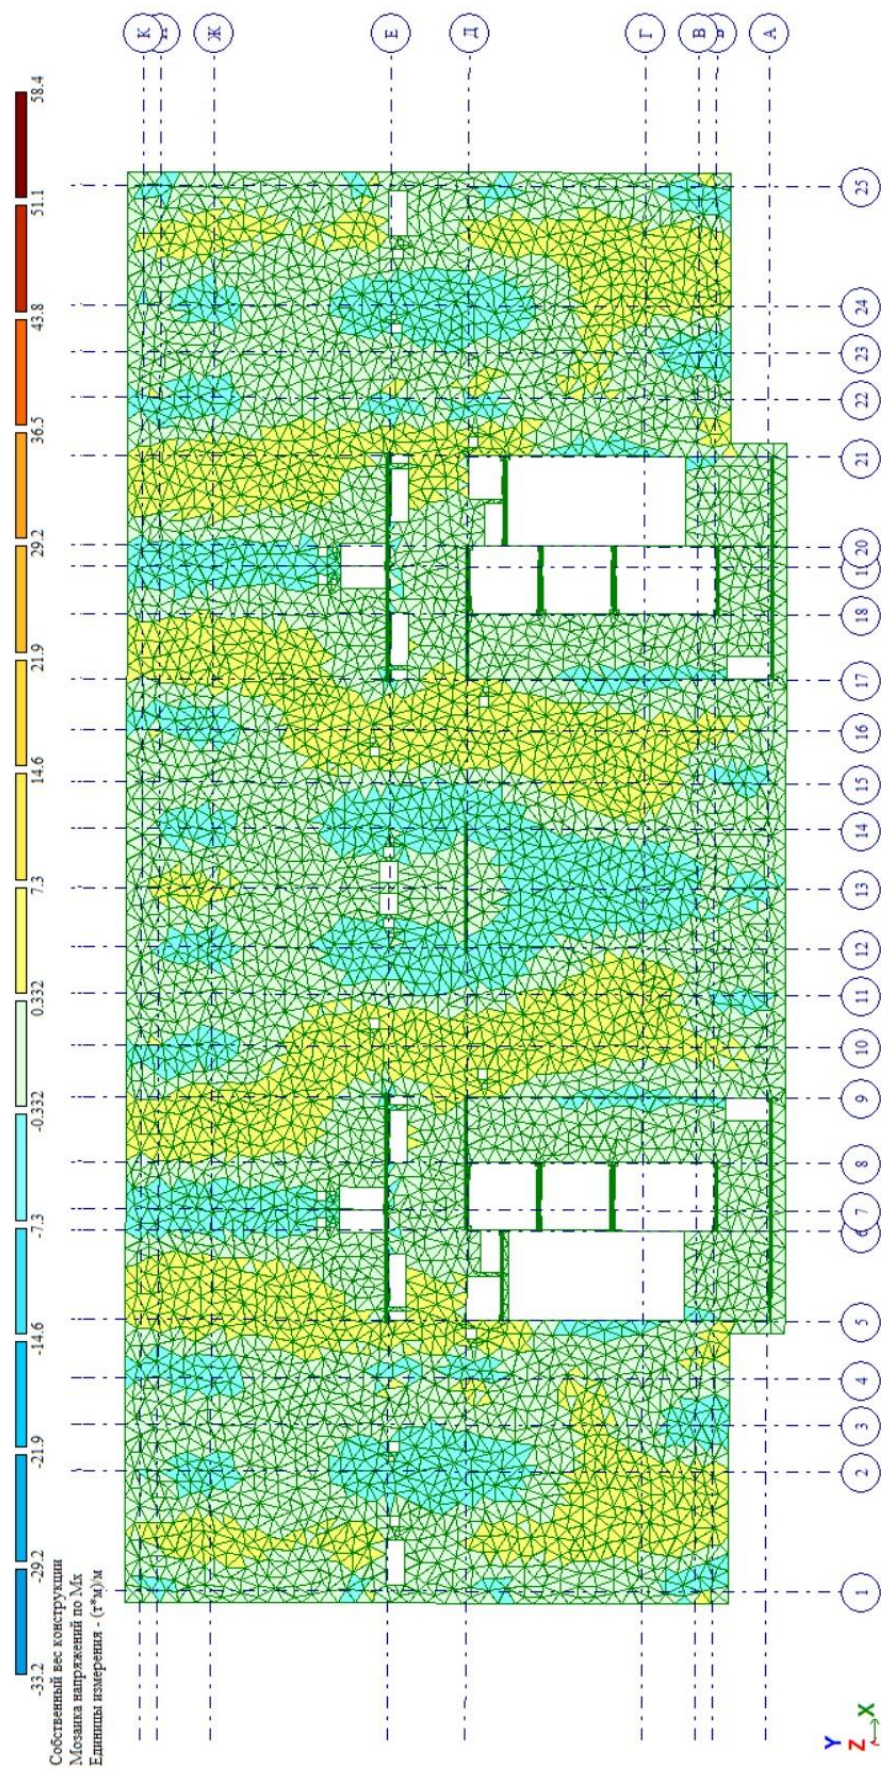 -33.2 -29.2 -21.9 -14.6 -7.3 -0.332 0.332 7.3 14.6 21.9 29.2 36.5 43.8 51.1 58.4
Собственный вес конструкции
Мозаика напряжений по Mx
Единицы измерения - (т*м)/м
К
Ж
Е
Д
Г
В
А
1 2 3 4 5 6 7 8 9 10 11 12 13 14 15 16 17 18 20 21 22 23 24 25
Y
Z X